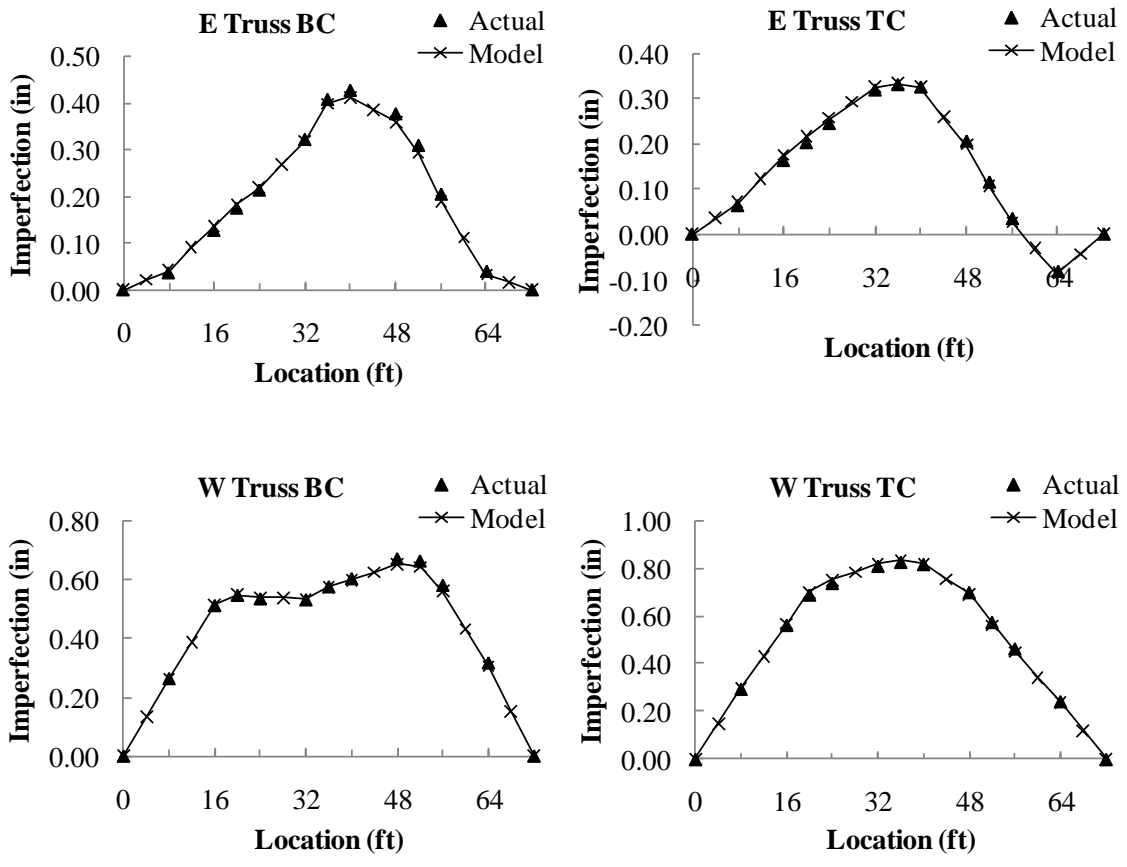 E Truss BC
Actual
Model
0.50
0.40
0.30
0.20
0.10
0.00
Imperfection (in)
0 16 32 48 64
Location (ft)
E Truss TC
Actual
Model
0.40
0.30
0.20
0.10
0.00
-0.10
-0.20
Imperfection (in)
0 16 32 48 64
Location (ft)
W Truss BC
Actual
Model
0.80
0.60
0.40
0.20
0.00
Imperfection (in)
0 16 32 48 64
Location (ft)
W Truss TC
Actual
Model
1.00
0.80
0.60
0.40
0.20
0.00
Imperfection (in)
0 16 32 48 64
Location (ft)